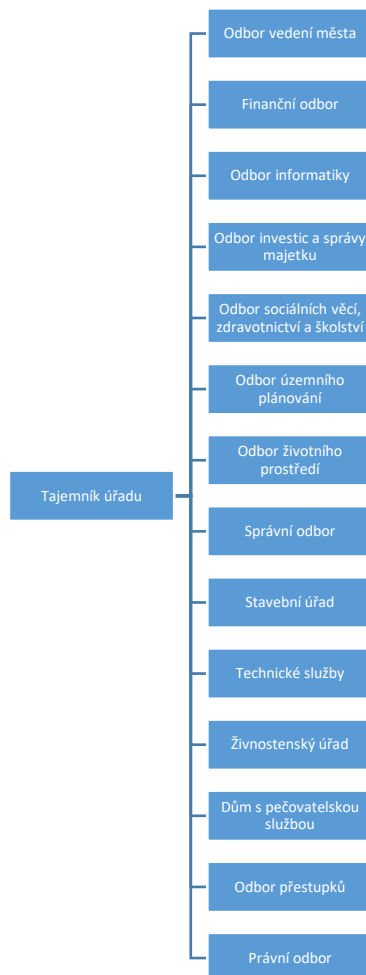 Odbor vedení města
Finanční odbor
Odbor informatiky
Odbor investic a správy
majetku
Odbor sociálních věcí,
zdravotnictví a školství
Odbor územního
plánování
Odbor životního
prostředí
Tajemník úřadu
Správní odbor
Stavební úřad
Technické služby
Živnostenský úřad
Dům s pečovatelskou
službou
Odbor přestupků
Právní odbor